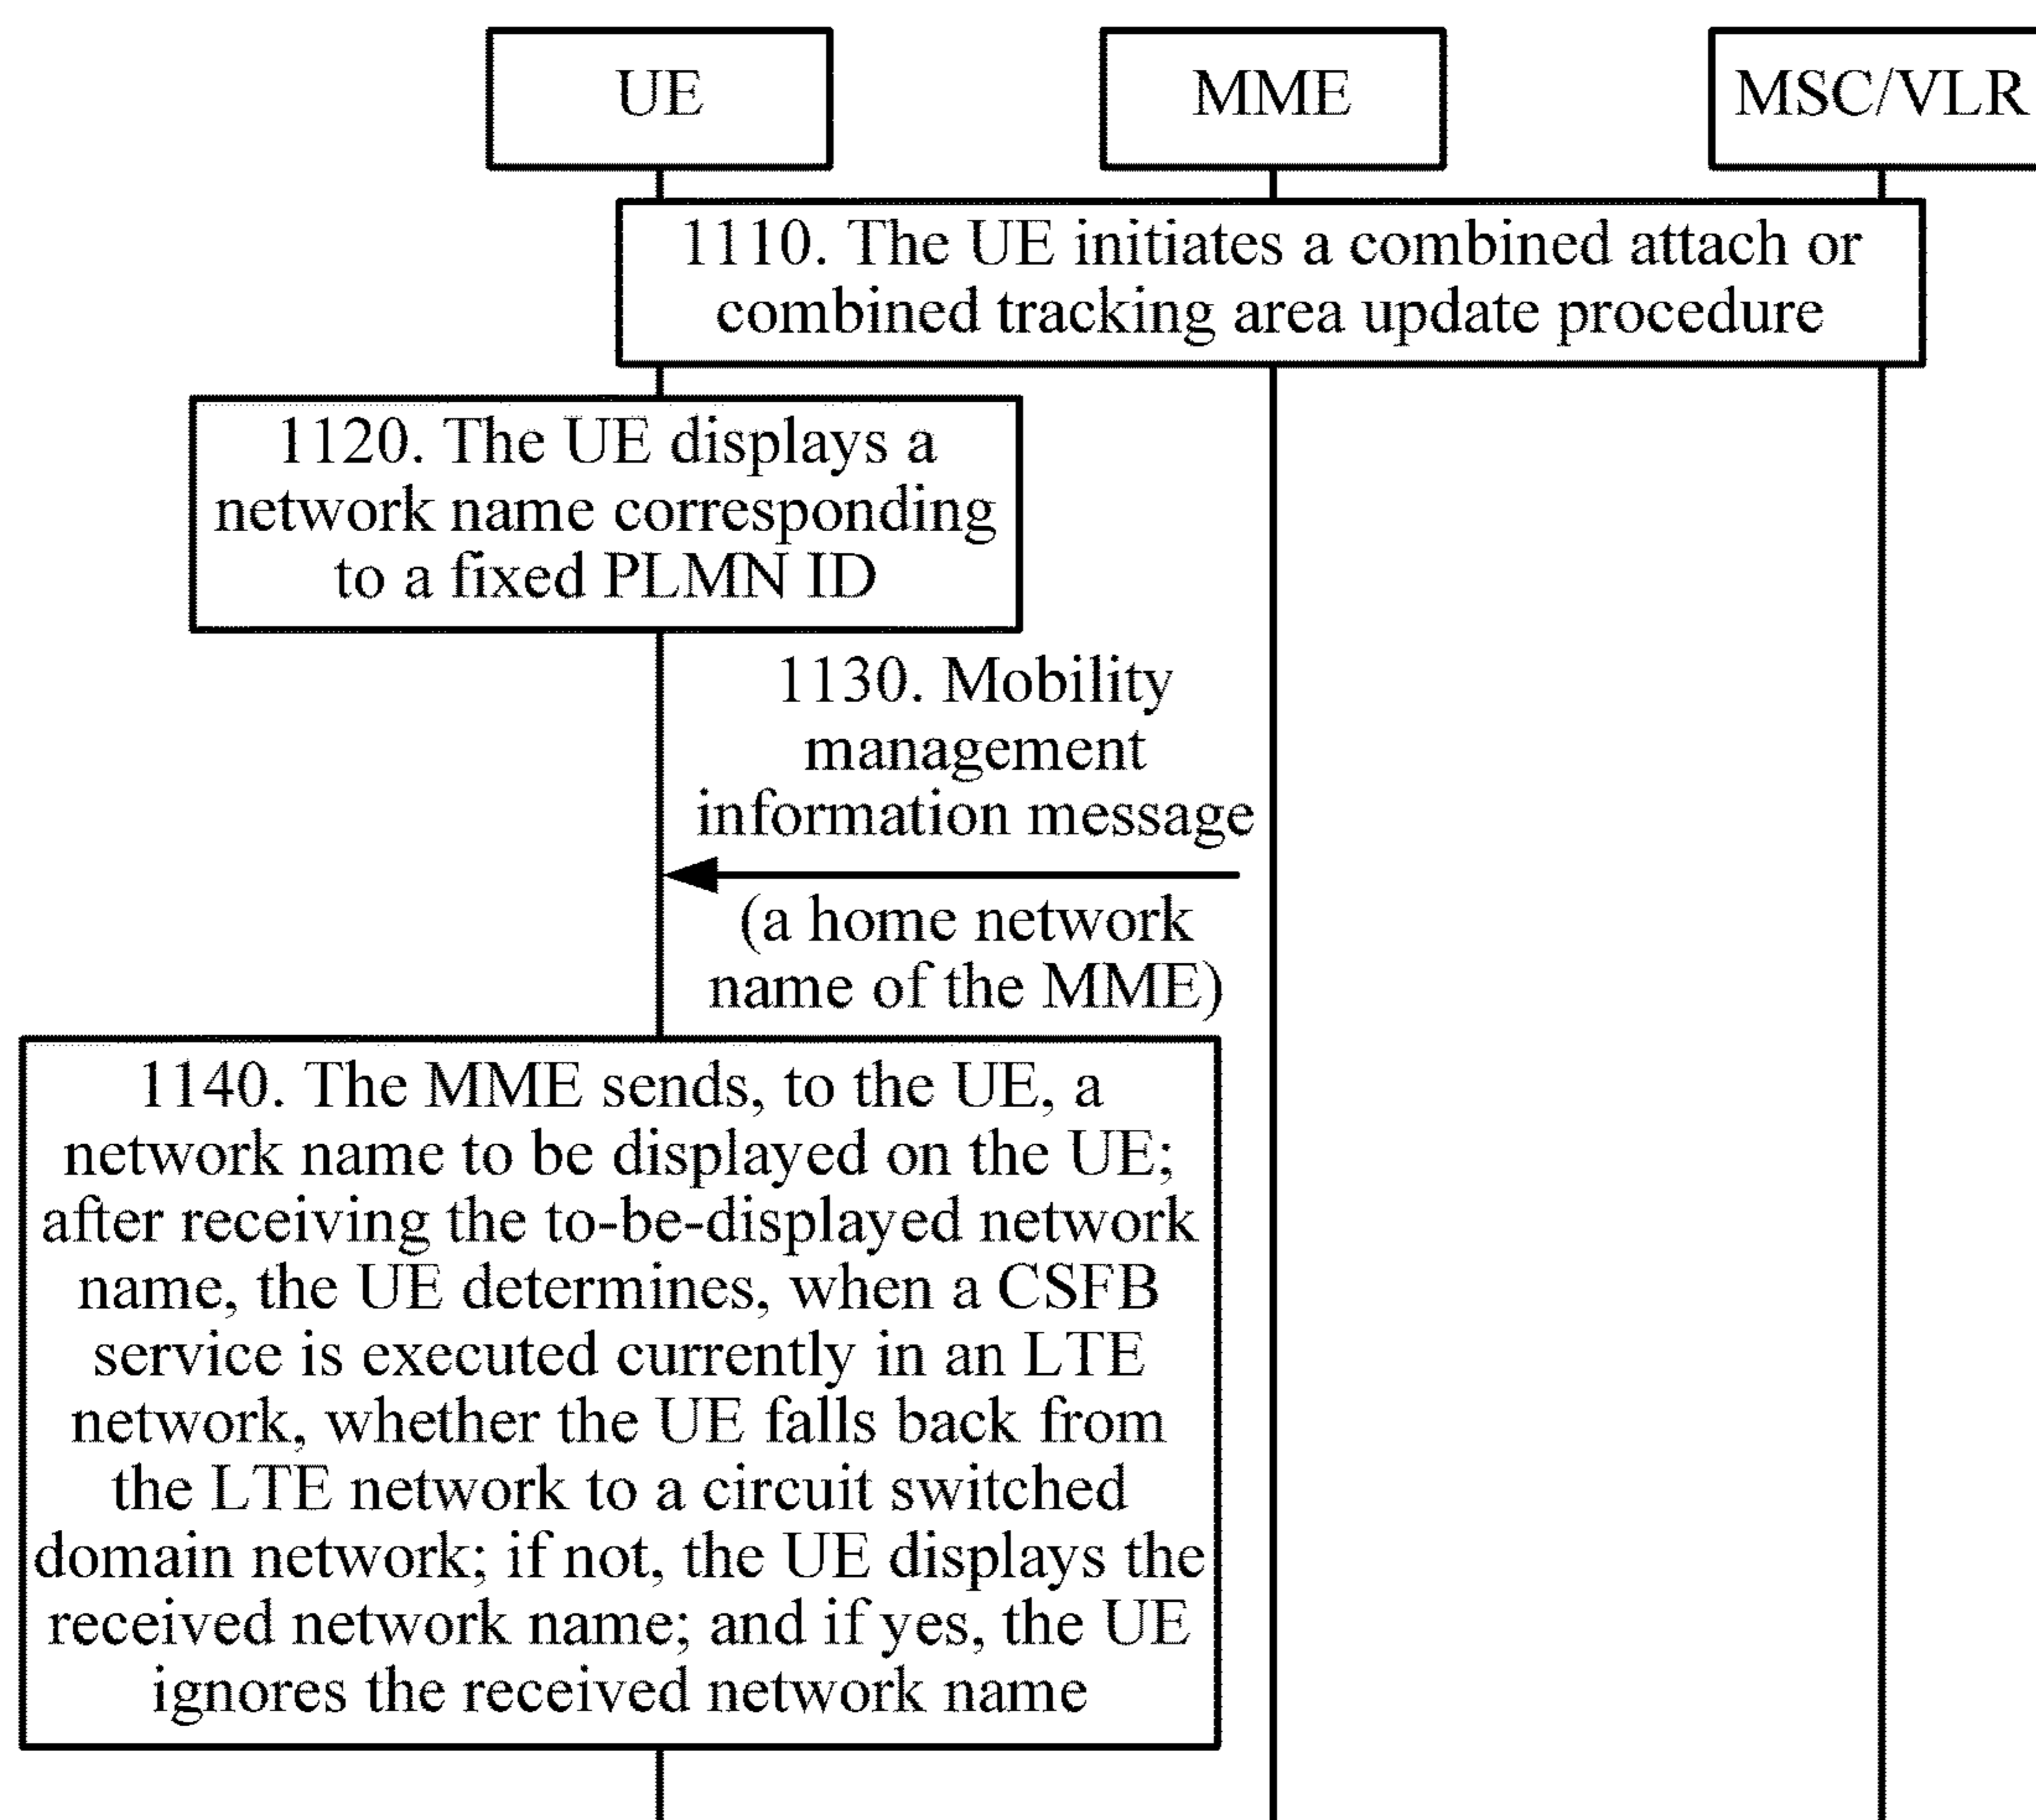 UE
MME
MSC/VLR
1110. The UE initiates a combined attach or
combined tracking area update procedure
1120. The UE displays a
network name corresponding
to a fixed PLMN ID
1130. Mobility
management
information message
(a home network
name of the MME)
1140. The MME sends, to the UE, a
network name to be displayed on the UE;
after receiving the to-be-displayed network
name, the UE determines, when a CSFB
service is executed currently in an LTE
network, whether the UE falls back from
the LTE network to a circuit switched
domain network; if not, the UE displays the
received network name; and if yes, the UE
ignores the received network name